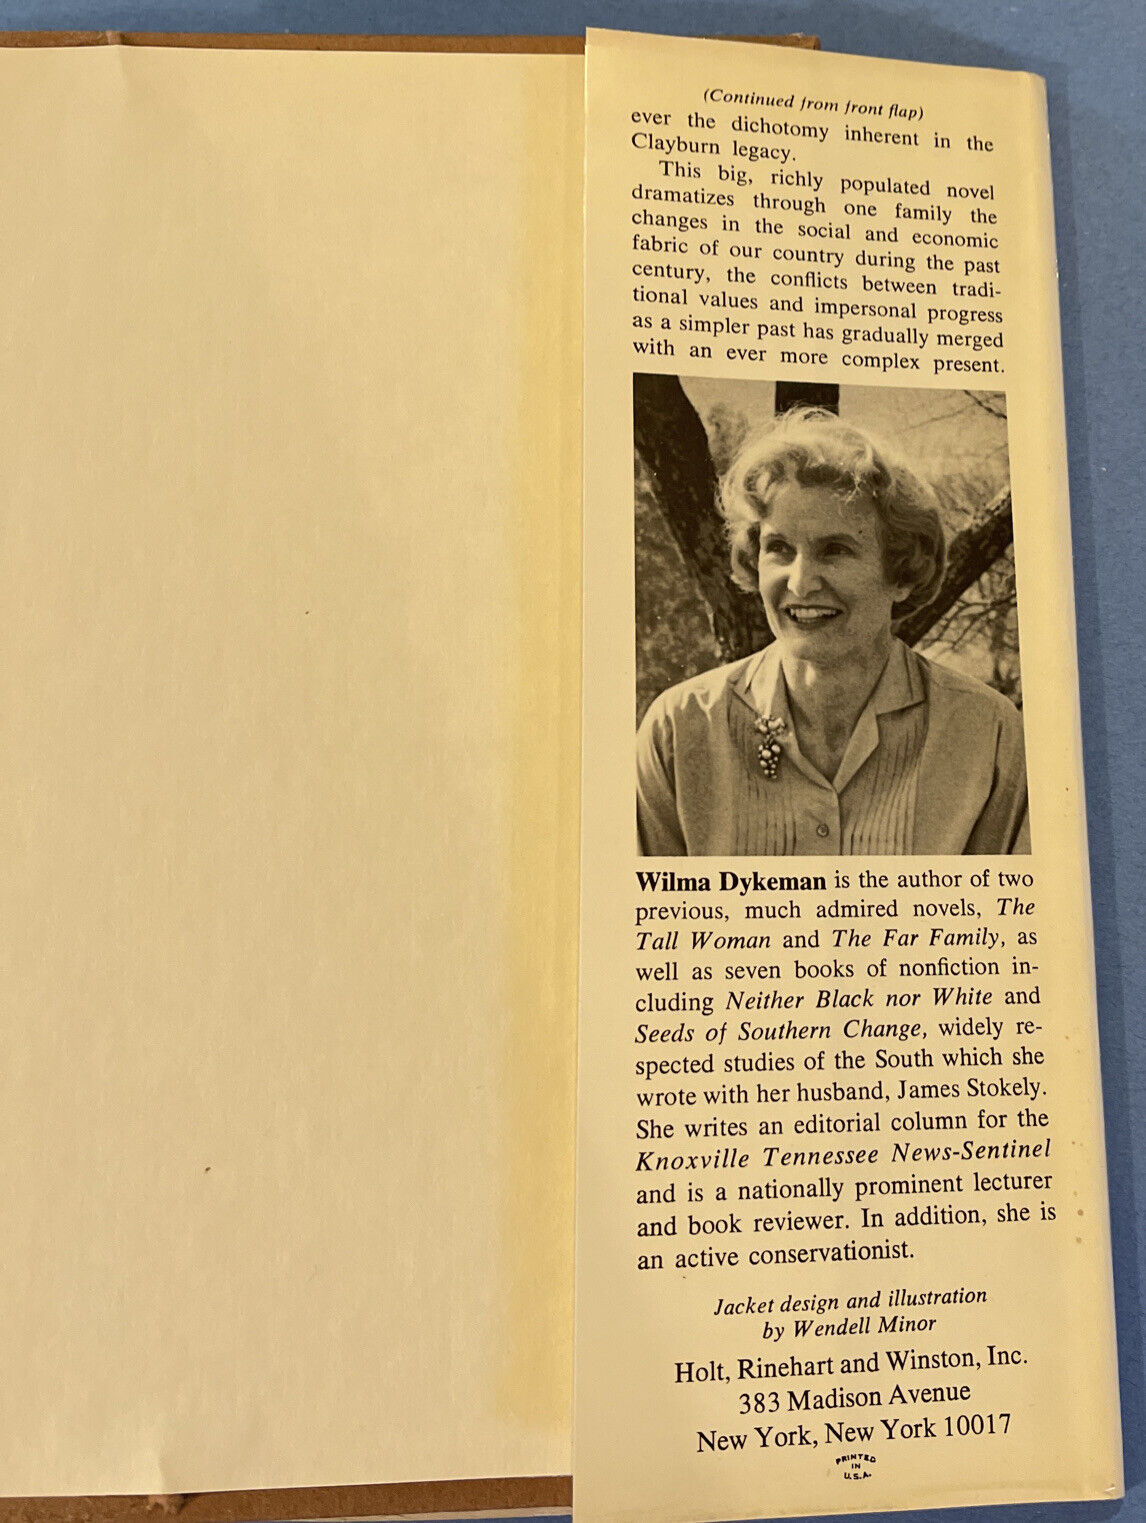 (Continued from front flap)
ever the dichotomy inherent in the
Clayburn legacy.
This big, richly populated novel
dramatizes through one family the
changes in the social and economic
fabric of our country during the past
century, the conflicts between tradi-
tional values and impersonal progress
as a simpler past has gradually merged
with an ever more complex present.
Wilma Dykeman is the author of two
previous, much admired novels, The
Tall Woman and The Far Family, as
well as seven books of nonfiction in-
cluding Neither Black nor White and
Seeds of Southern Change, widely re-
spected studies of the South which she
wrote with her husband, James Stokely.
She writes an editorial column for the
Knoxville Tennessee News-Sentinel
and is a nationally prominent lecturer
and book reviewer. In addition, she is
an active conservationist.
Jacket design and illustration
by Wendell Minor
Holt, Rinehart and Winston, Inc.
383 Madison Avenue
New York, New York 10017
PRINTED
IN
U.S.A.